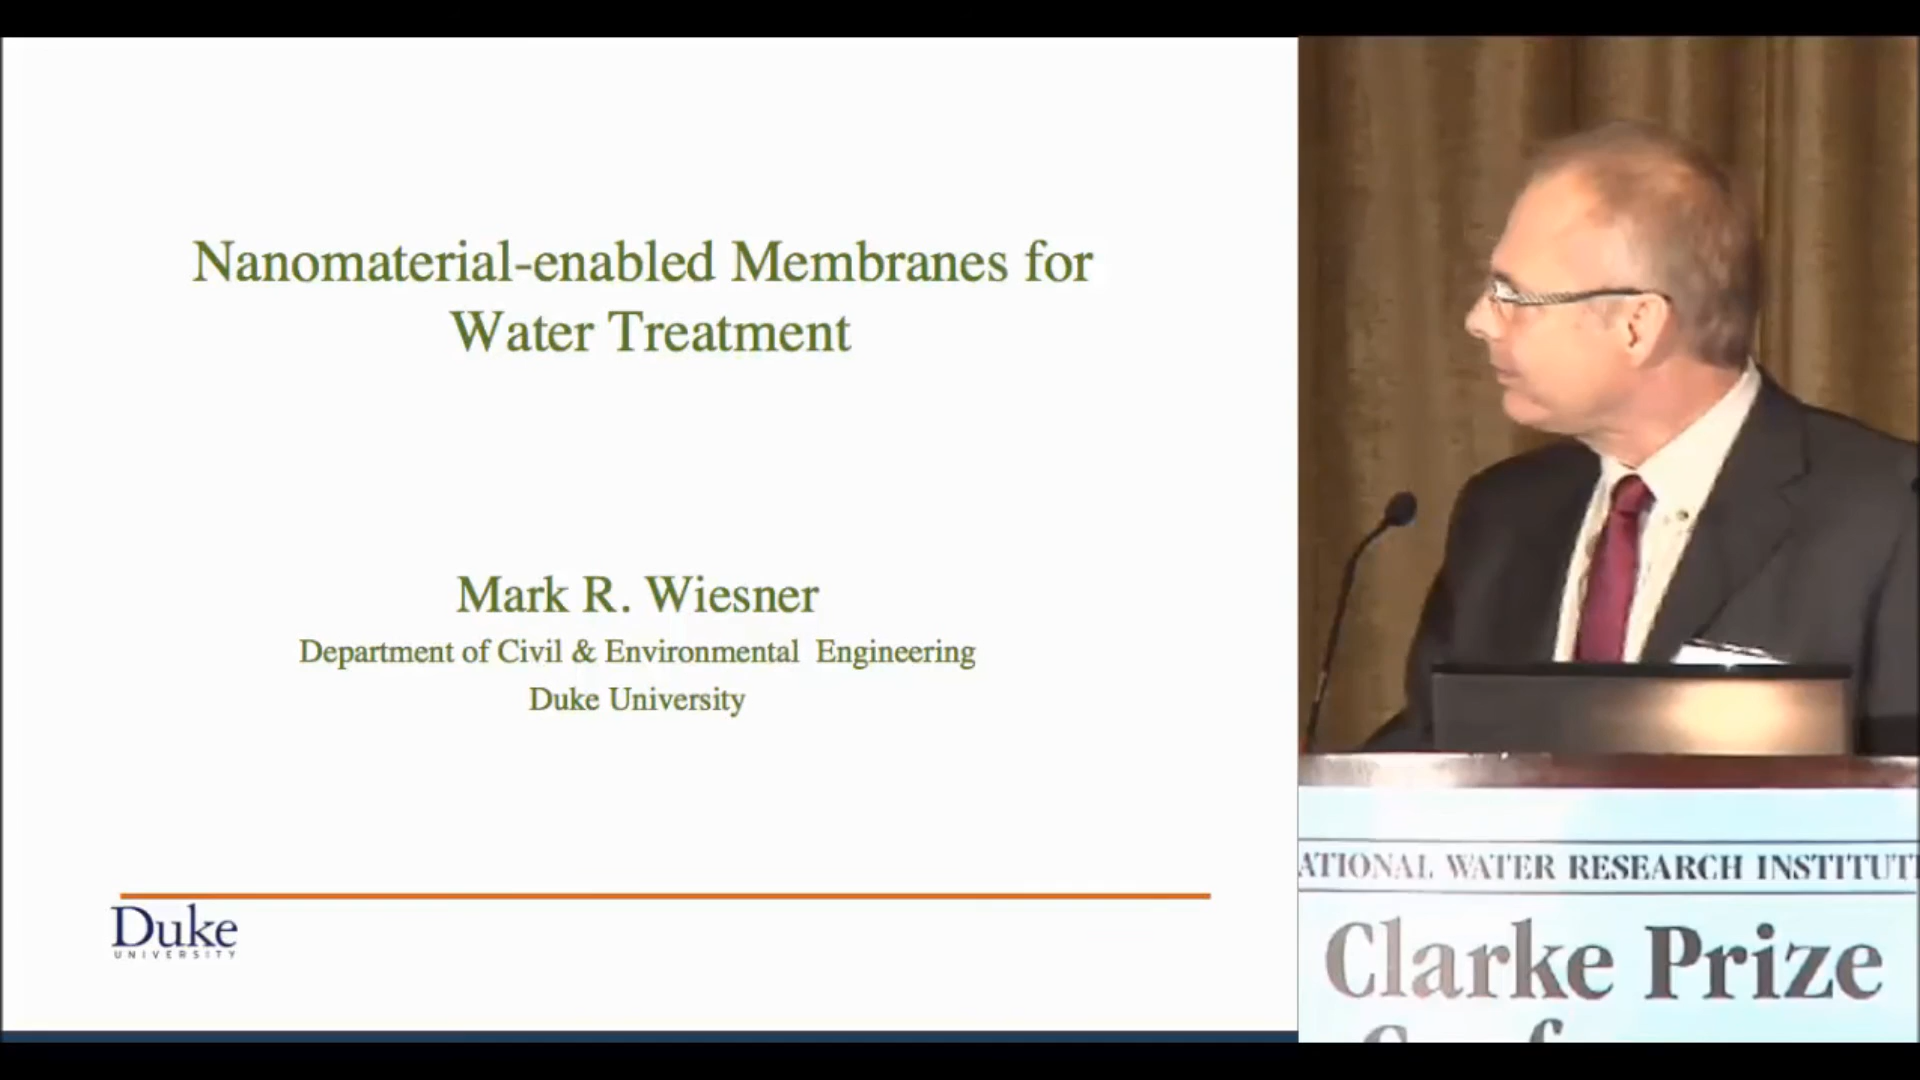 Nanomaterial-enabled Membranes for
Water Treatment
Mark R. Wiesner
Department of Civil & Environmental Engineering
Duke University
Duke
UNIVERSITY
ATIONAL WATER RESEARCH INSTITUT
Clarke Prize